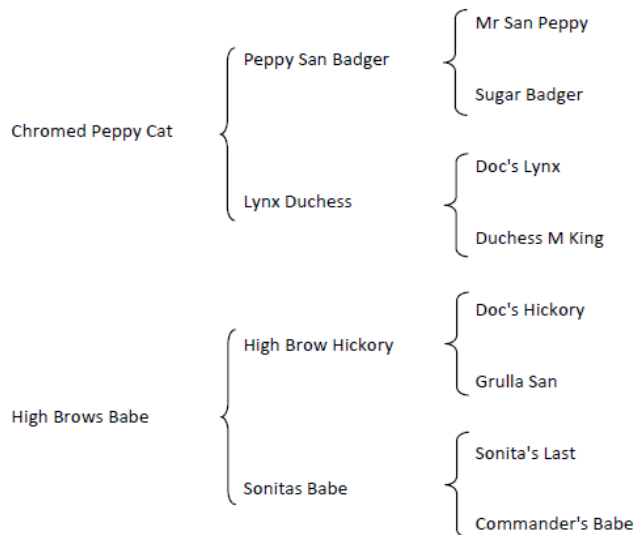 Mr San Peppy
Peppy San Badger
Sugar Badger
Chromed Peppy Cat
Doc's Lynx
Lynx Duchess
Duchess M King
Doc's Hickory
High Brow Hickory
Grulla San
High Brows Babe
Sonita's Last
Sonitas Babe
Commander's Babe